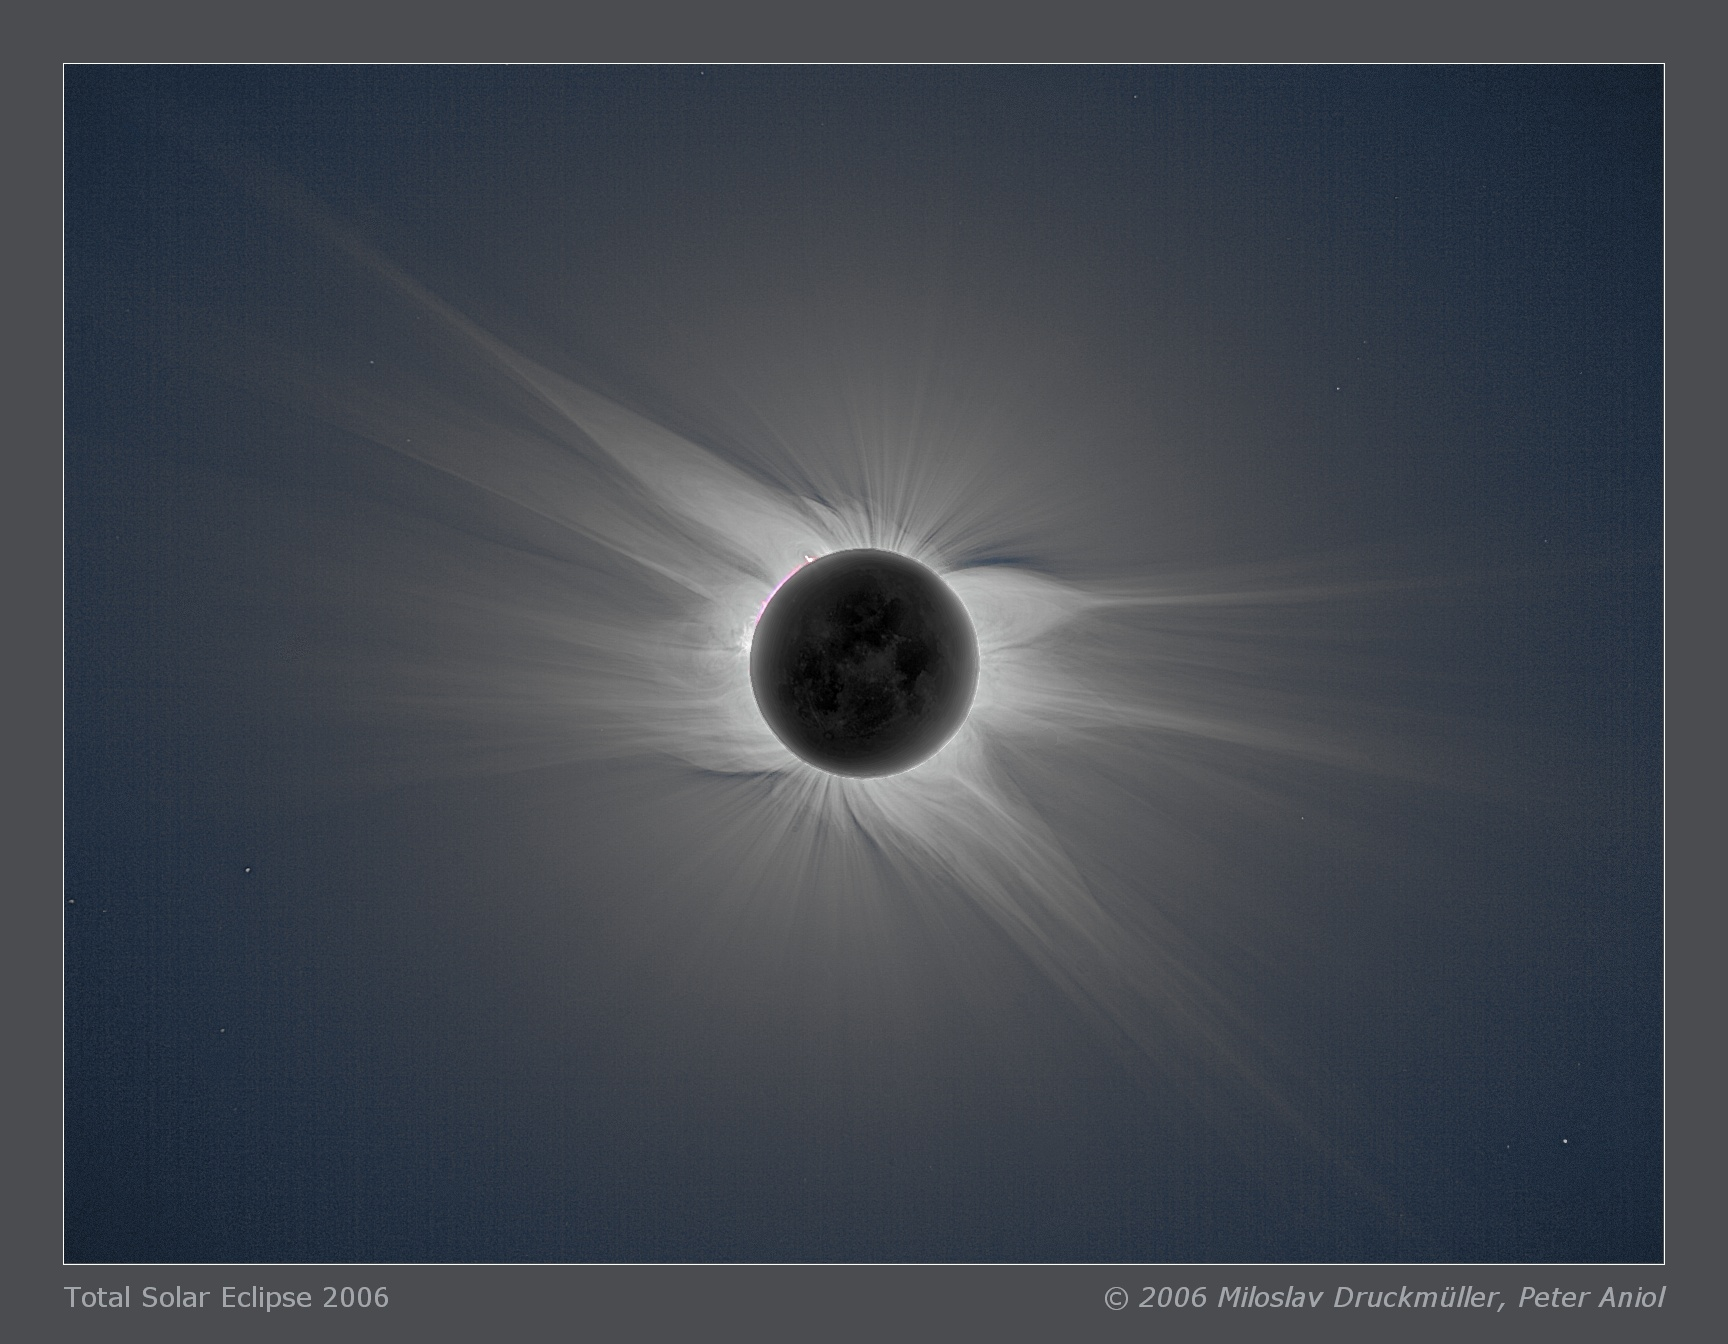 Total Solar Eclipse 2006
© 2006 Miloslav Druckmüller, Peter Aniol